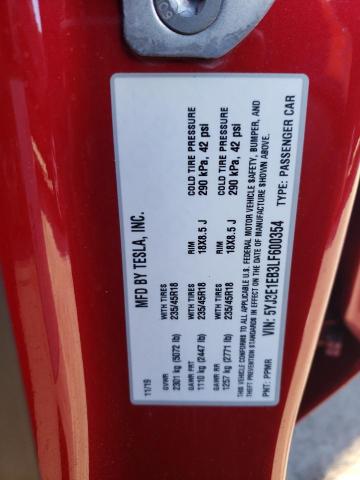 MFD BY TESLA, INC.
11/19
GVWR
2301 kg (5072 lb)
WITH TIRES
235/45R18
RIM
18X8.5 J
COLD TIRE PRESSURE
290 kPa, 42 psi
GAWR FRT
1110 kg (2447 lb)
WITH TIRES
235/45R18
RIM
18X8.5 J
COLD TIRE PRESSURE
290 kPa, 42 psi
GAWR RR
1257 kg (2771 lb)
THIS VEHICLE CONFORMS TO ALL APPLICABLE U.S. FEDERAL MOTOR VEHICLE SAFETY, BUMPER, AND
THEFT PREVENTION STANDARDS IN EFFECT ON THE DATE OF MANUFACTURE SHOWN ABOVE.
VIN: 5YJ3E1EB3LF600354
TYPE: PASSENGER CAR
PNT: PPMR